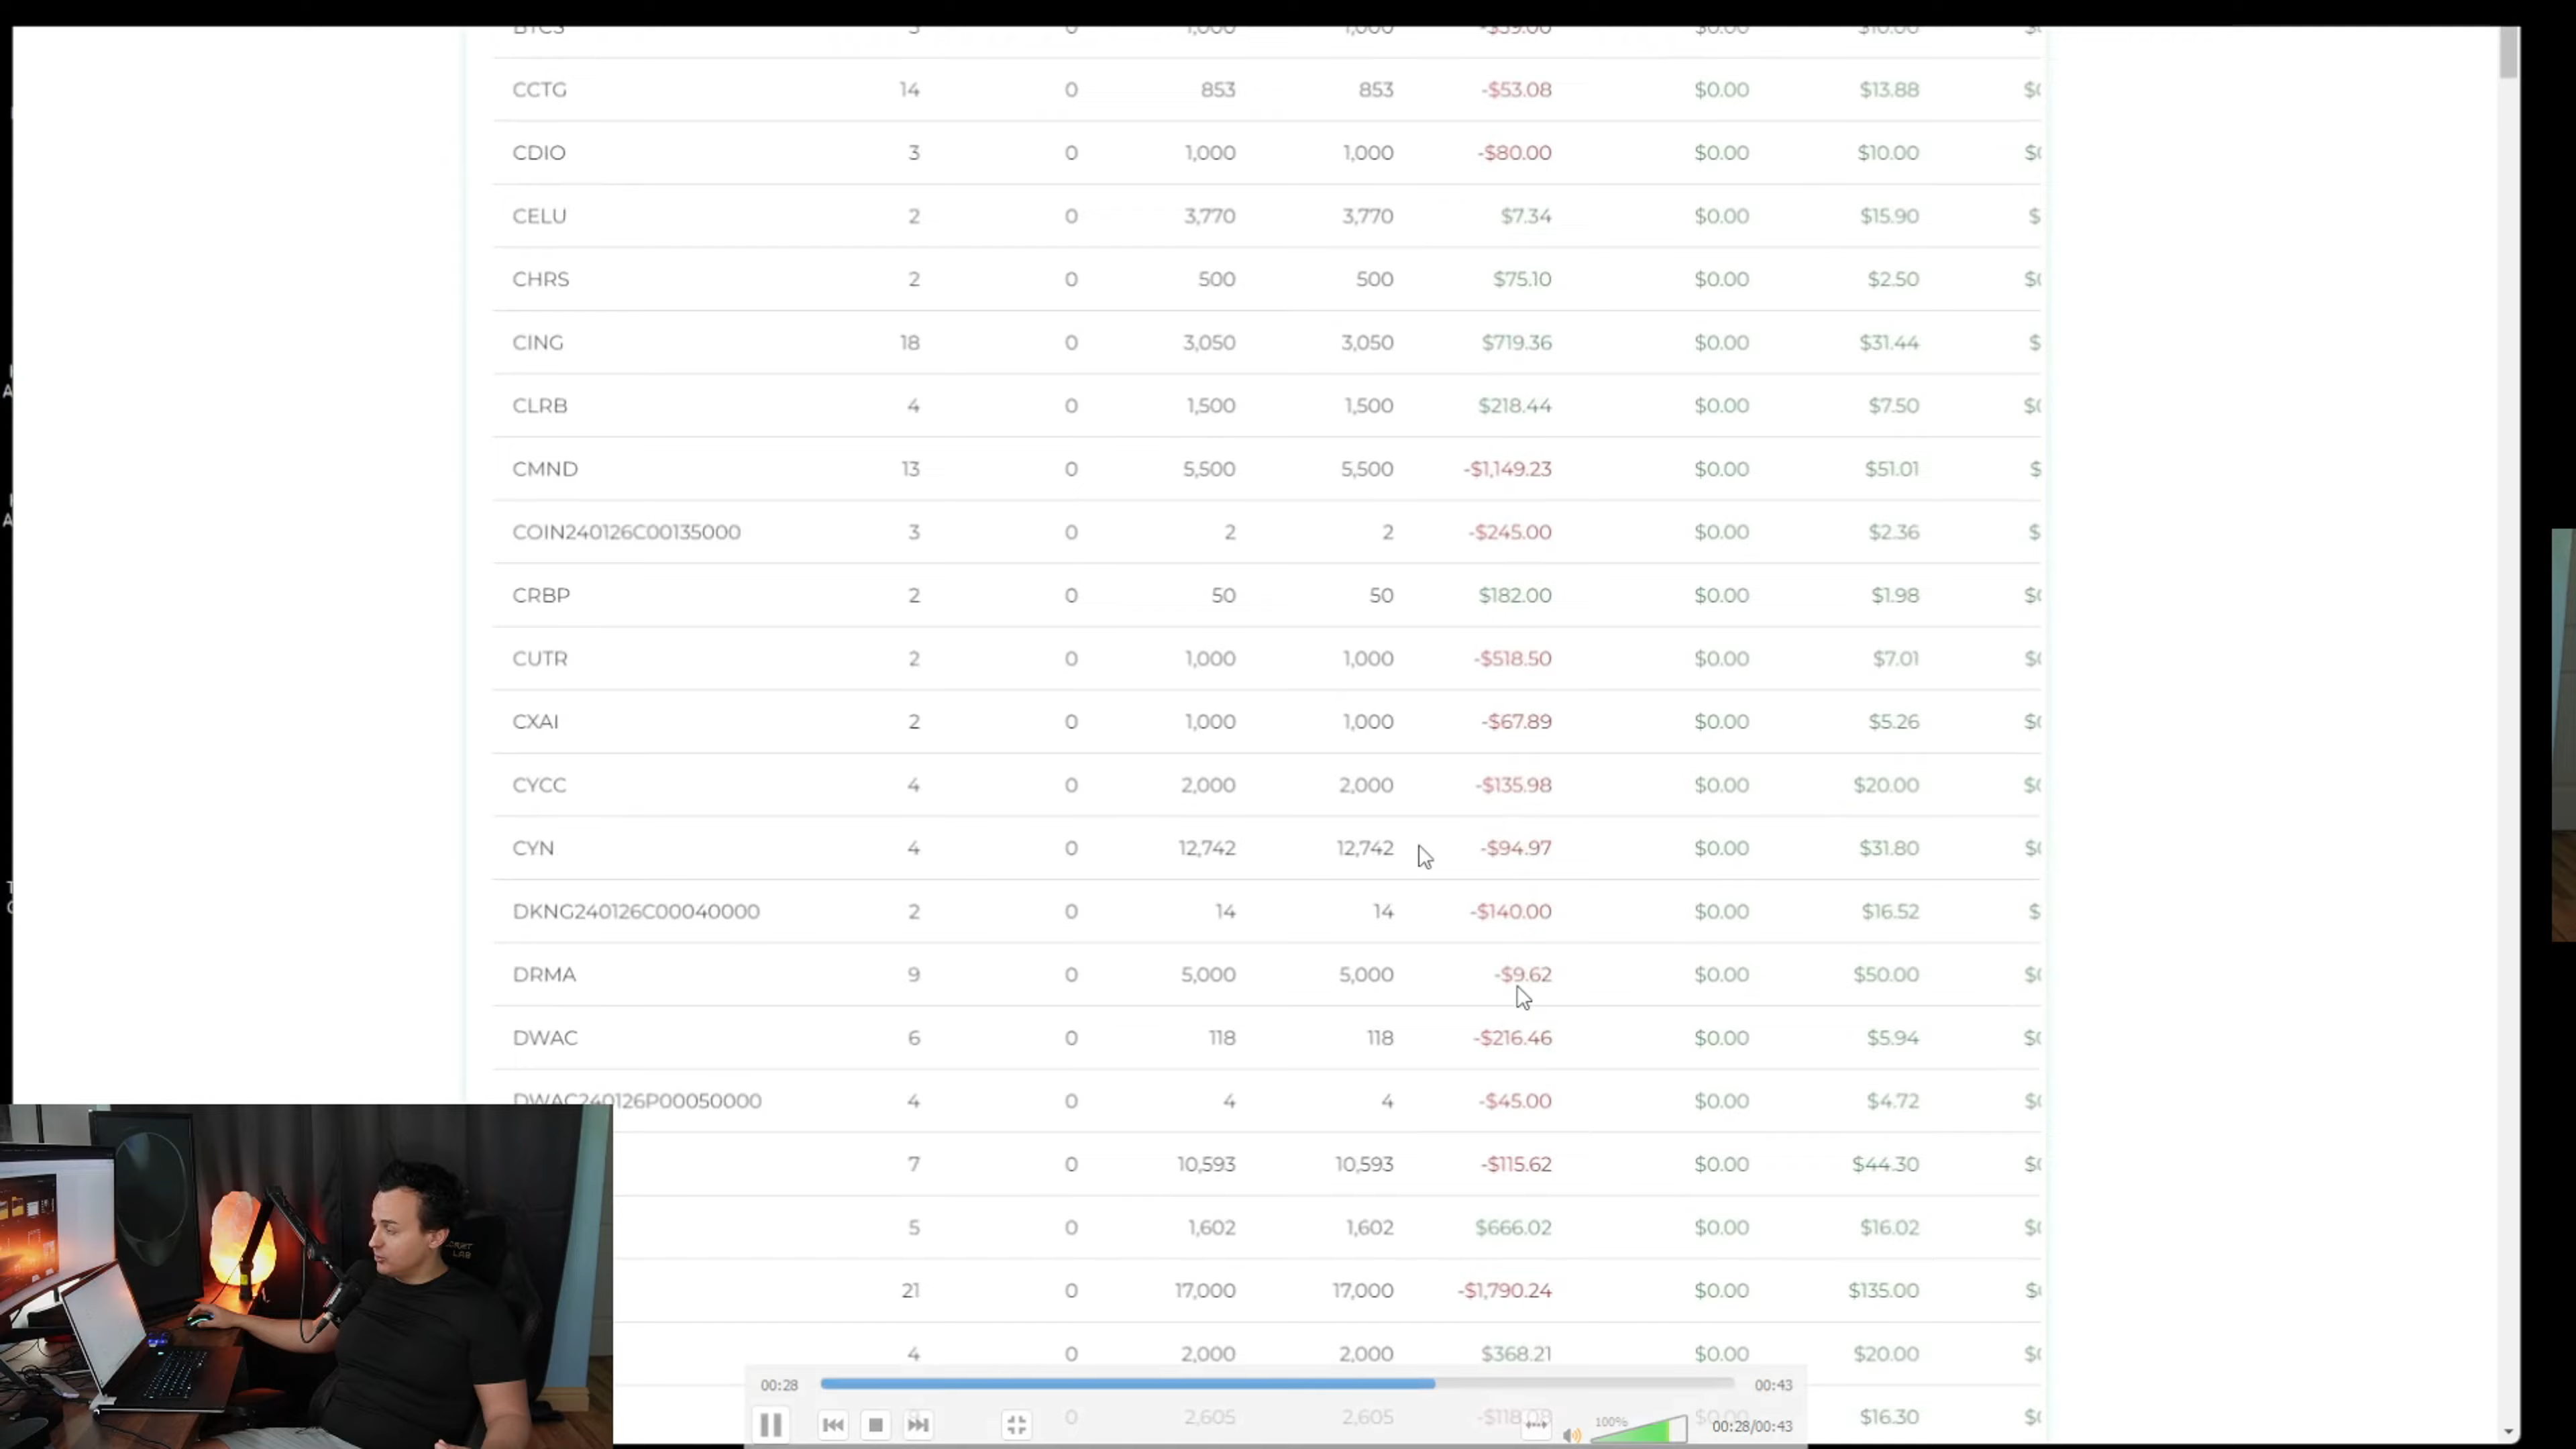 BTCS 3 0 1,000 1,000 -$39.00 $0.00 $10.00
CCTG 14 0 853 853 -$53.08 $0.00 $13.88 $
CDIO 3 0 1,000 1,000 -$80.00 $0.00 $10.00 $
CELU 2 0 3,770 3,770 $7.34 $0.00 $15.90 $
CHRS 2 0 500 500 $75.10 $0.00 $2.50 $
CING 18 0 3,050 3,050 $719.36 $0.00 $31.44 $
CLRB 4 0 1,500 1,500 $218.44 $0.00 $7.50 $
CMND 13 0 5,500 5,500 -$1,149.23 $0.00 $51.01 $
COIN240126C00135000 3 0 2 2 -$245.00 $0.00 $2.36 $
CRBP 2 0 50 50 $182.00 $0.00 $1.98 $
CUTR 2 0 1,000 1,000 -$518.50 $0.00 $7.01 $
CXAI 2 0 1,000 1,000 -$67.89 $0.00 $5.26 $
CYCC 4 0 2,000 2,000 -$135.98 $0.00 $20.00 $
CYN 4 0 12,742 12,742 -$94.97 $0.00 $31.80 $
DKNG240126C00040000 2 0 14 14 -$140.00 $0.00 $16.52 $
DRMA 9 0 5,000 5,000 -$9.62 $0.00 $50.00 $
DWAC 6 0 118 118 -$216.46 $0.00 $5.94 $
DWAC240126P00050000 4 0 4 4 -$45.00 $0.00 $4.72 $
7 0 10,593 10,593 -$115.62 $0.00 $44.30 $
5 0 1,602 1,602 $666.02 $0.00 $16.02 $
21 0 17,000 17,000 -$1,790.24 $0.00 $135.00 $
4 0 2,000 2,000 $368.21 $0.00 $20.00 $
00:28 00:43
0 2,605 2,605 $16.30 $
100% 00:28/00:43